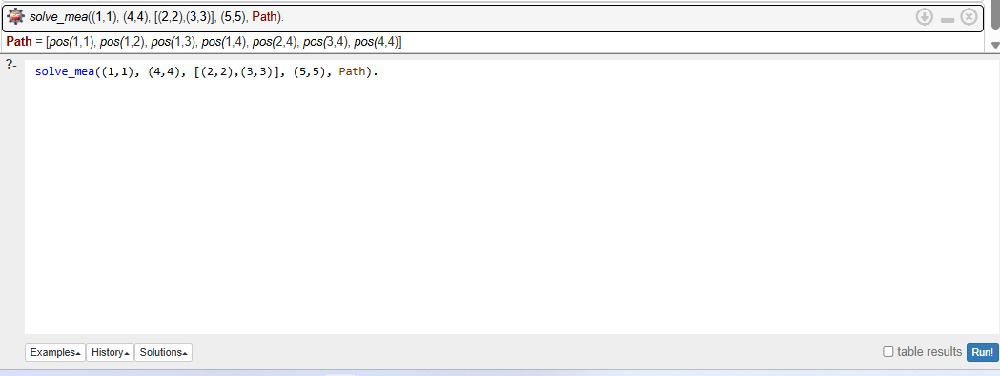 solve_mea((1,1), (4,4), [(2,2),(3,3)], (5,5), Path).
Path = [pos(1,1), pos(1,2), pos(1,3), pos(1,4), pos(2,4), pos(3,4), pos(4,4)]
?- solve_mea((1,1), (4,4), [(2,2),(3,3)], (5,5), Path).
Examples History Solutions table results Run!